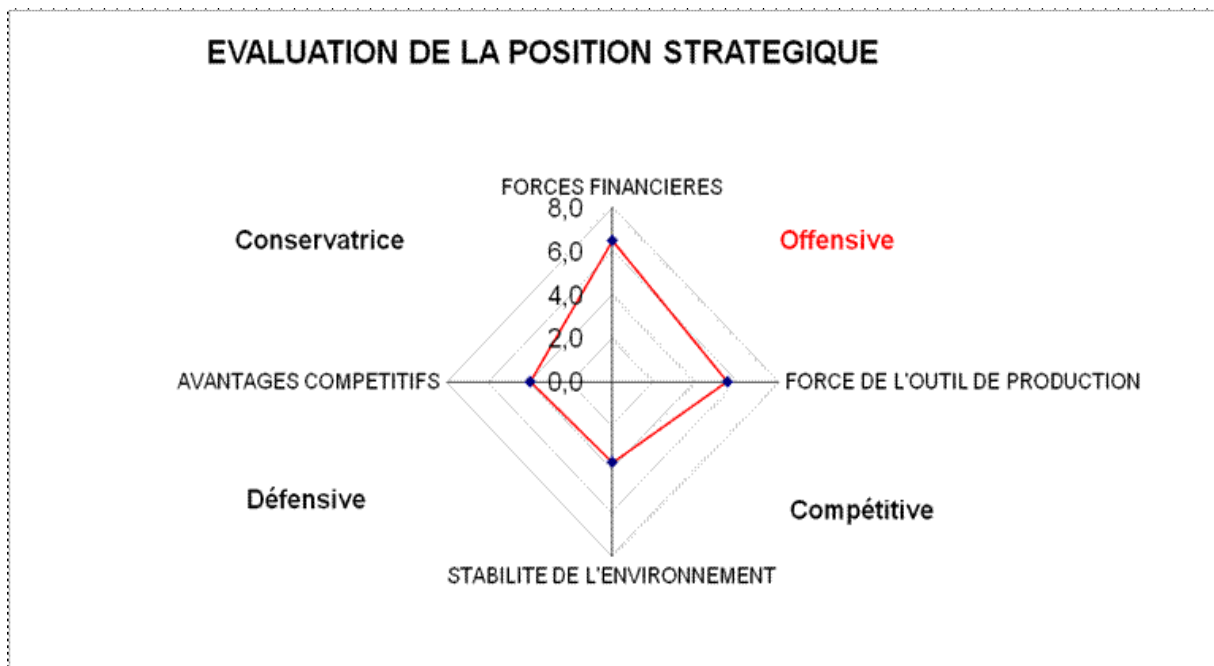 EVALUATION DE LA POSITION STRATEGIQUE
FORCES FINANCIERES
8,0
Conservatrice
Offensive
6,0
4,0
2,0
AVANTAGES COMPETITIFS
0,0
FORCE DE L'OUTIL DE PRODUCTION
Défensive
Compétitive
STABILITE DE L'ENVIRONNEMENT